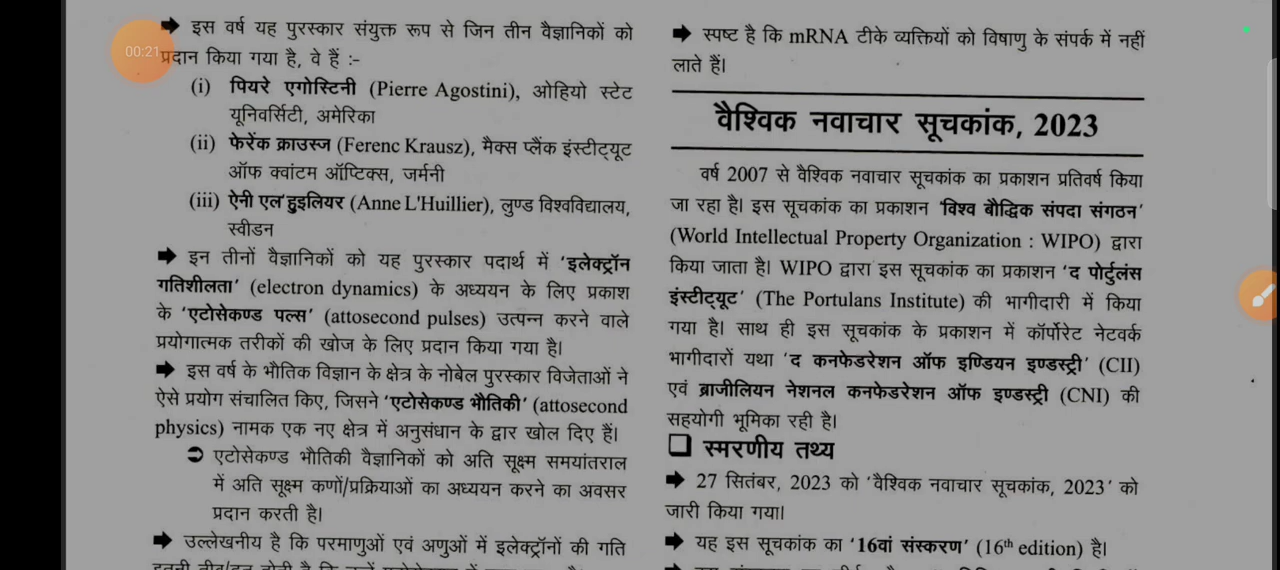 ➡ इस वर्ष यह पुरस्कार संयुक्त रूप से जिन तीन वैज्ञानिकों को
00:21
प्रदान किया गया है, वे हैं :-
(i) पियरे एगोस्टिनी (Pierre Agostini), ओहियो स्टेट
यूनिवर्सिटी, अमेरिका
(ii) फेरेंक क्राउस्ज (Ferenc Krausz), मैक्स प्लैंक इंस्टीट्यूट
ऑफ क्वांटम ऑप्टिक्स, जर्मनी
(iii) ऐनी एल'हुइलियर (Anne L'Huillier), लुण्ड विश्वविद्यालय,
स्वीडन
➡ इन तीनों वैज्ञानिकों को यह पुरस्कार पदार्थ में 'इलेक्ट्रॉन
गतिशीलता' (electron dynamics) के अध्ययन के लिए प्रकाश
के 'एटोसेकण्ड पल्स' (attosecond pulses) उत्पन्न करने वाले
प्रयोगात्मक तरीकों की खोज के लिए प्रदान किया गया है।
➡ इस वर्ष के भौतिक विज्ञान के क्षेत्र के नोबेल पुरस्कार विजेताओं ने
ऐसे प्रयोग संचालित किए, जिसने 'एटोसेकण्ड भौतिकी' (attosecond
physics) नामक एक नए क्षेत्र में अनुसंधान के द्वार खोल दिए हैं।
➲ एटोसेकण्ड भौतिकी वैज्ञानिकों को अति सूक्ष्म समयांतराल
में अति सूक्ष्म कणों/प्रक्रियाओं का अध्ययन करने का अवसर
प्रदान करती है।
➡ उल्लेखनीय है कि परमाणुओं एवं अणुओं में इलेक्ट्रॉनों की गति
➡ स्पष्ट है कि mRNA टीके व्यक्तियों को विषाणु के संपर्क में नहीं
लाते हैं।
वैश्विक नवाचार सूचकांक, 2023
वर्ष 2007 से वैश्विक नवाचार सूचकांक का प्रकाशन प्रतिवर्ष किया
जा रहा है। इस सूचकांक का प्रकाशन 'विश्व बौद्धिक संपदा संगठन'
(World Intellectual Property Organization : WIPO) द्वारा
किया जाता है। WIPO द्वारा इस सूचकांक का प्रकाशन 'द पोर्टुलंस
इंस्टीट्यूट' (The Portulans Institute) की भागीदारी में किया
गया है। साथ ही इस सूचकांक के प्रकाशन में कॉर्पोरेट नेटवर्क
भागीदारों यथा 'द कनफेडरेशन ऑफ इण्डियन इण्डस्ट्री' (CII)
एवं ब्राजीलियन नेशनल कनफेडरेशन ऑफ इण्डस्ट्री (CNI) की
सहयोगी भूमिका रही है।
❑ स्मरणीय तथ्य
➡ 27 सितंबर, 2023 को 'वैश्विक नवाचार सूचकांक, 2023' को
जारी किया गया।
➡ यह इस सूचकांक का '16वां संस्करण' (16th edition) है।